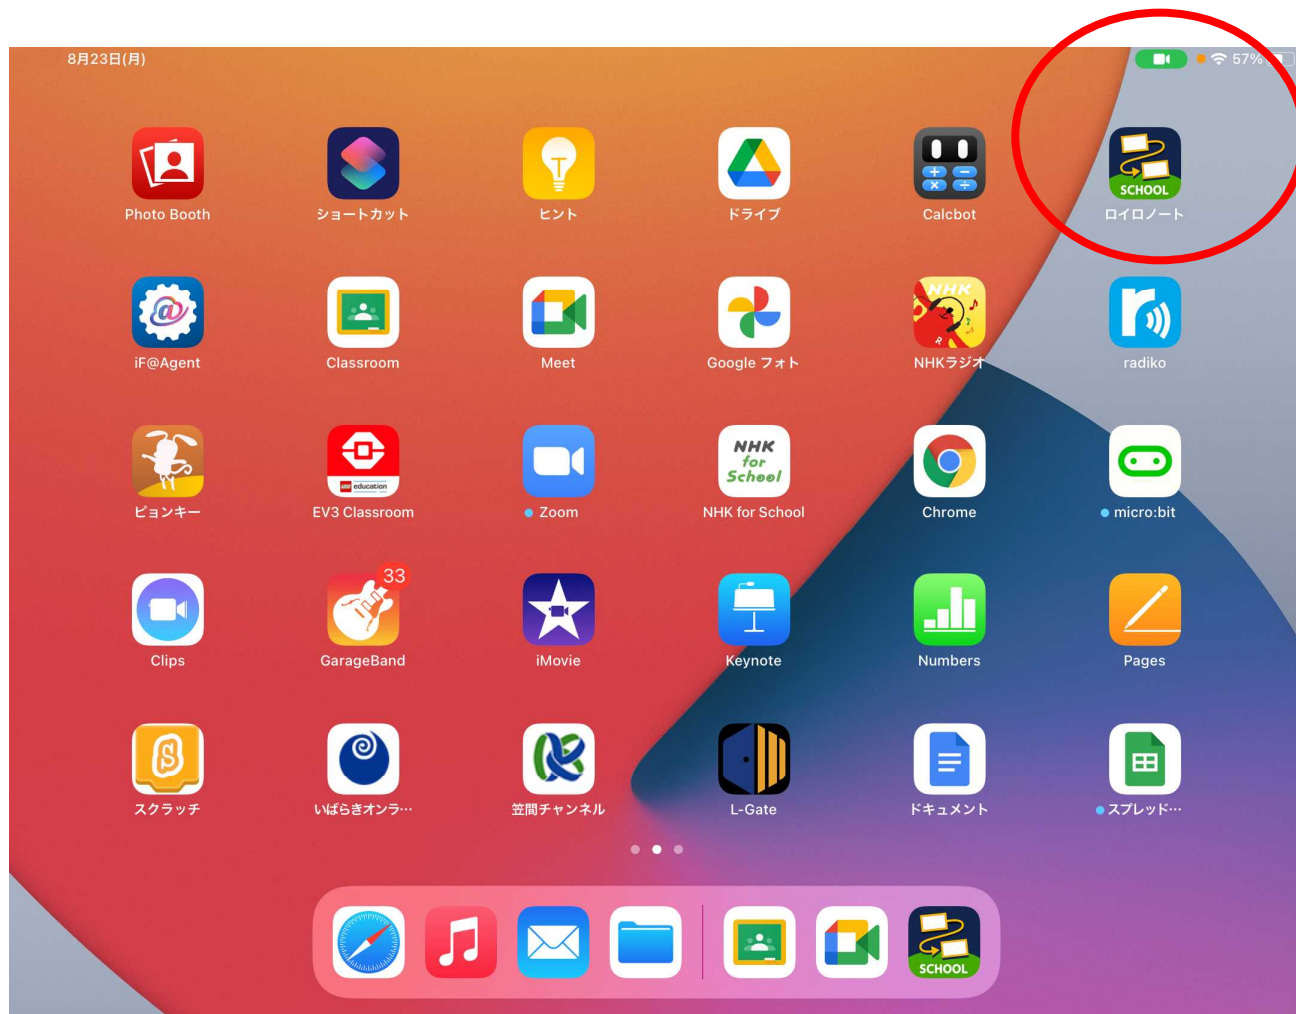 8月23日(月)
57%
SCHOOL
Photo Booth
ショートカット
ヒント
ドライブ
Calcbot
ロイロノート
@
NHK
R
iF@Agent
Classroom
Meet
Google フォト
NHKラジオ
radiko
education
NHK
for
School
ピョンキー
EV3 Classroom
Zoom
NHK for School
Chrome
micro:bit
33
Clips
GarageBand
iMovie
Keynote
Numbers
Pages
S
スクラッチ
いばらきオンラ…
笠間チャンネル
L-Gate
ドキュメント
スプレッド…
SCHOOL